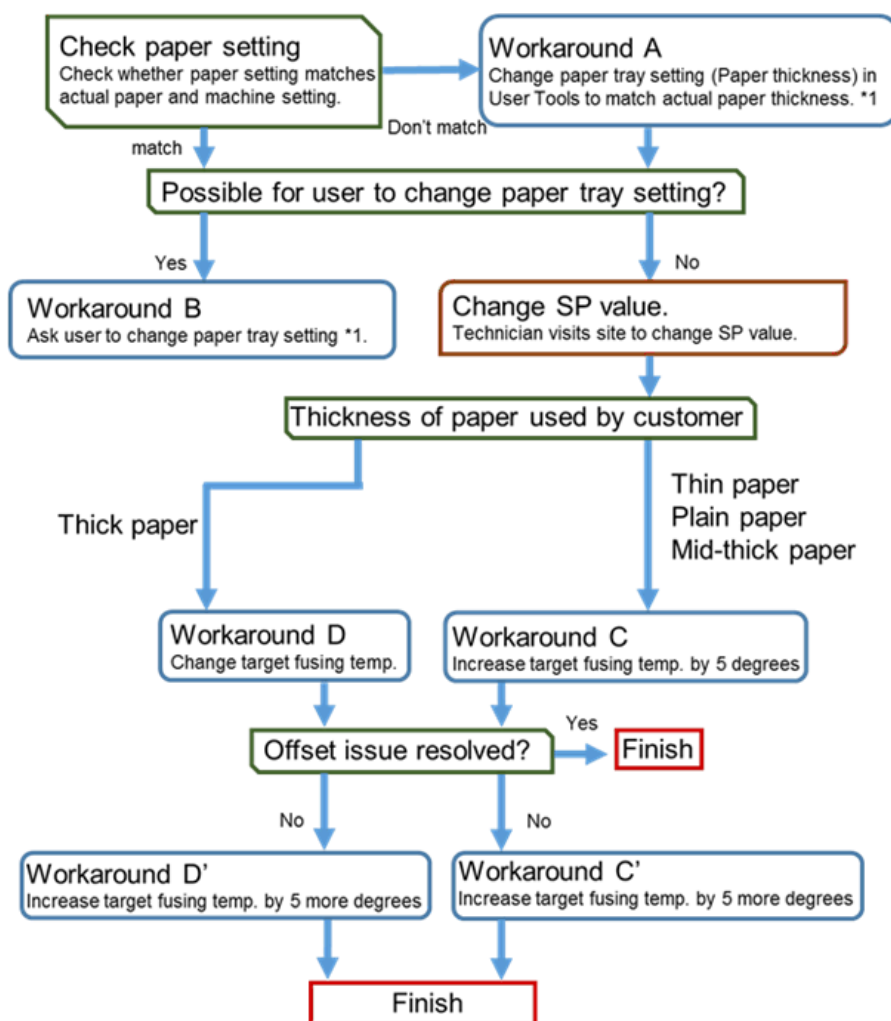 Check paper setting
Check whether paper setting matches
actual paper and machine setting.
Workaround A
Change paper tray setting (Paper thickness) in
User Tools to match actual paper thickness. *1
Don't match
match
Possible for user to change paper tray setting?
Yes
No
Workaround B
Ask user to change paper tray setting *1.
Change SP value.
Technician visits site to change SP value.
Thickness of paper used by customer
Thick paper
Thin paper
Plain paper
Mid-thick paper
Workaround D
Change target fusing temp.
Workaround C
Increase target fusing temp. by 5 degrees
Offset issue resolved?
Yes
Finish
No
No
Workaround D’
Increase target fusing temp. by 5 more degrees
Workaround C’
Increase target fusing temp. by 5 more degrees
Finish